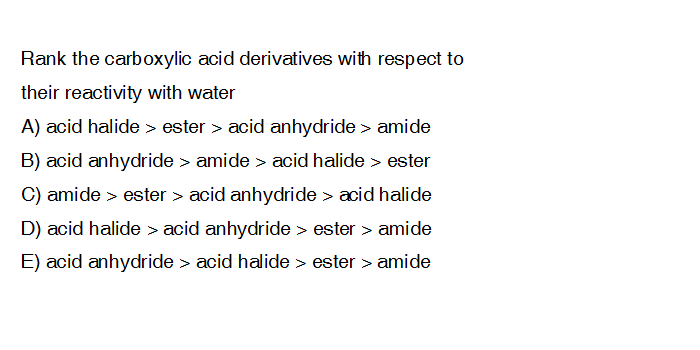 Rank the carboxylic acid derivatives with respect to
their reactivity with water
A) acid halide > ester > acid anhydride > amide
B) acid anhydride > amide > acid halide > ester
C) amide > ester > acid anhydride > acid halide
D) acid halide > acid anhydride > ester > amide
E) acid anhydride > acid halide > ester > amide